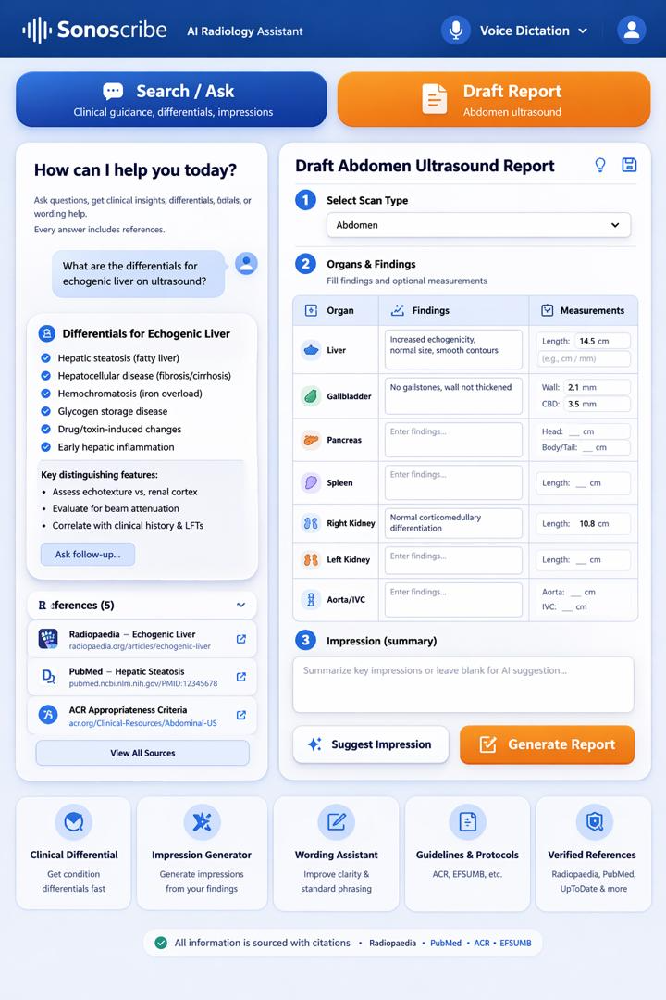 Sonoscribe
AI Radiology Assistant
Voice Dictation
Search / Ask
Clinical guidance, differentials, impressions
Draft Report
Abdomen ultrasound
How can I help you today?
Ask questions, get clinical insights, differentials, or
wording help.
Every answer includes references.
What are the differentials for
echogenic liver on ultrasound?
Differentials for Echogenic Liver
Hepatic steatosis (fatty liver)
Hepatocellular disease (fibrosis/cirrhosis)
Hemochromatosis (iron overload)
Glycogen storage disease
Drug/toxin-induced changes
Early hepatic inflammation
Key distinguishing features:
• Assess echotexture vs, renal cortex
• Evaluate for beam attenuation
• Correlate with clinical history & LFTs
Ask follow-up...
References (5)
Radiopaedia – Echogenic Liver
radiopaedia.org/articles/echogenic-liver
PubMed – Hepatic Steatosis
pubmed.ncbi.nlm.nih.gov/PMID:12345678
ACR Appropriateness Criteria
acr.org/Clinical-Resources/Abdominal-US
View All Sources
Draft Abdomen Ultrasound Report
1 Select Scan Type
Abdomen
2 Organs & Findings
Fill findings and optional measurements
Organ Findings Measurements
Liver
Increased echogenicity,
normal size, smooth contours
Length: 14.5 cm
(e.g., cm / mm)
Gallbladder
No gallstones, wall not thickened
Wall: 2.1 mm
CBD: 3.5 mm
Pancreas
Enter findings...
Head: __ cm
Body/Tail: __ cm
Spleen
Enter findings...
Length: __ cm
Right Kidney
Normal corticomedullary
differentiation
Length: 10.8 cm
Left Kidney
Enter findings...
Length: __ cm
Aorta/IVC
Enter findings...
Aorta: __ cm
IVC: __ cm
3 Impression (summary)
Summarize key impressions or leave blank for AI suggestion...
Suggest Impression
Generate Report
Clinical Differential
Get condition
differentials fast
Impression Generator
Generate impressions
from your findings
Wording Assistant
Improve clarity &
standard phrasing
Guidelines & Protocols
ACR, EFSUMB, etc.
Verified References
Radiopaedia, PubMed,
UpToDate & more
All information is sourced with citations • Radiopaedia • PubMed • ACR • EFSUMB